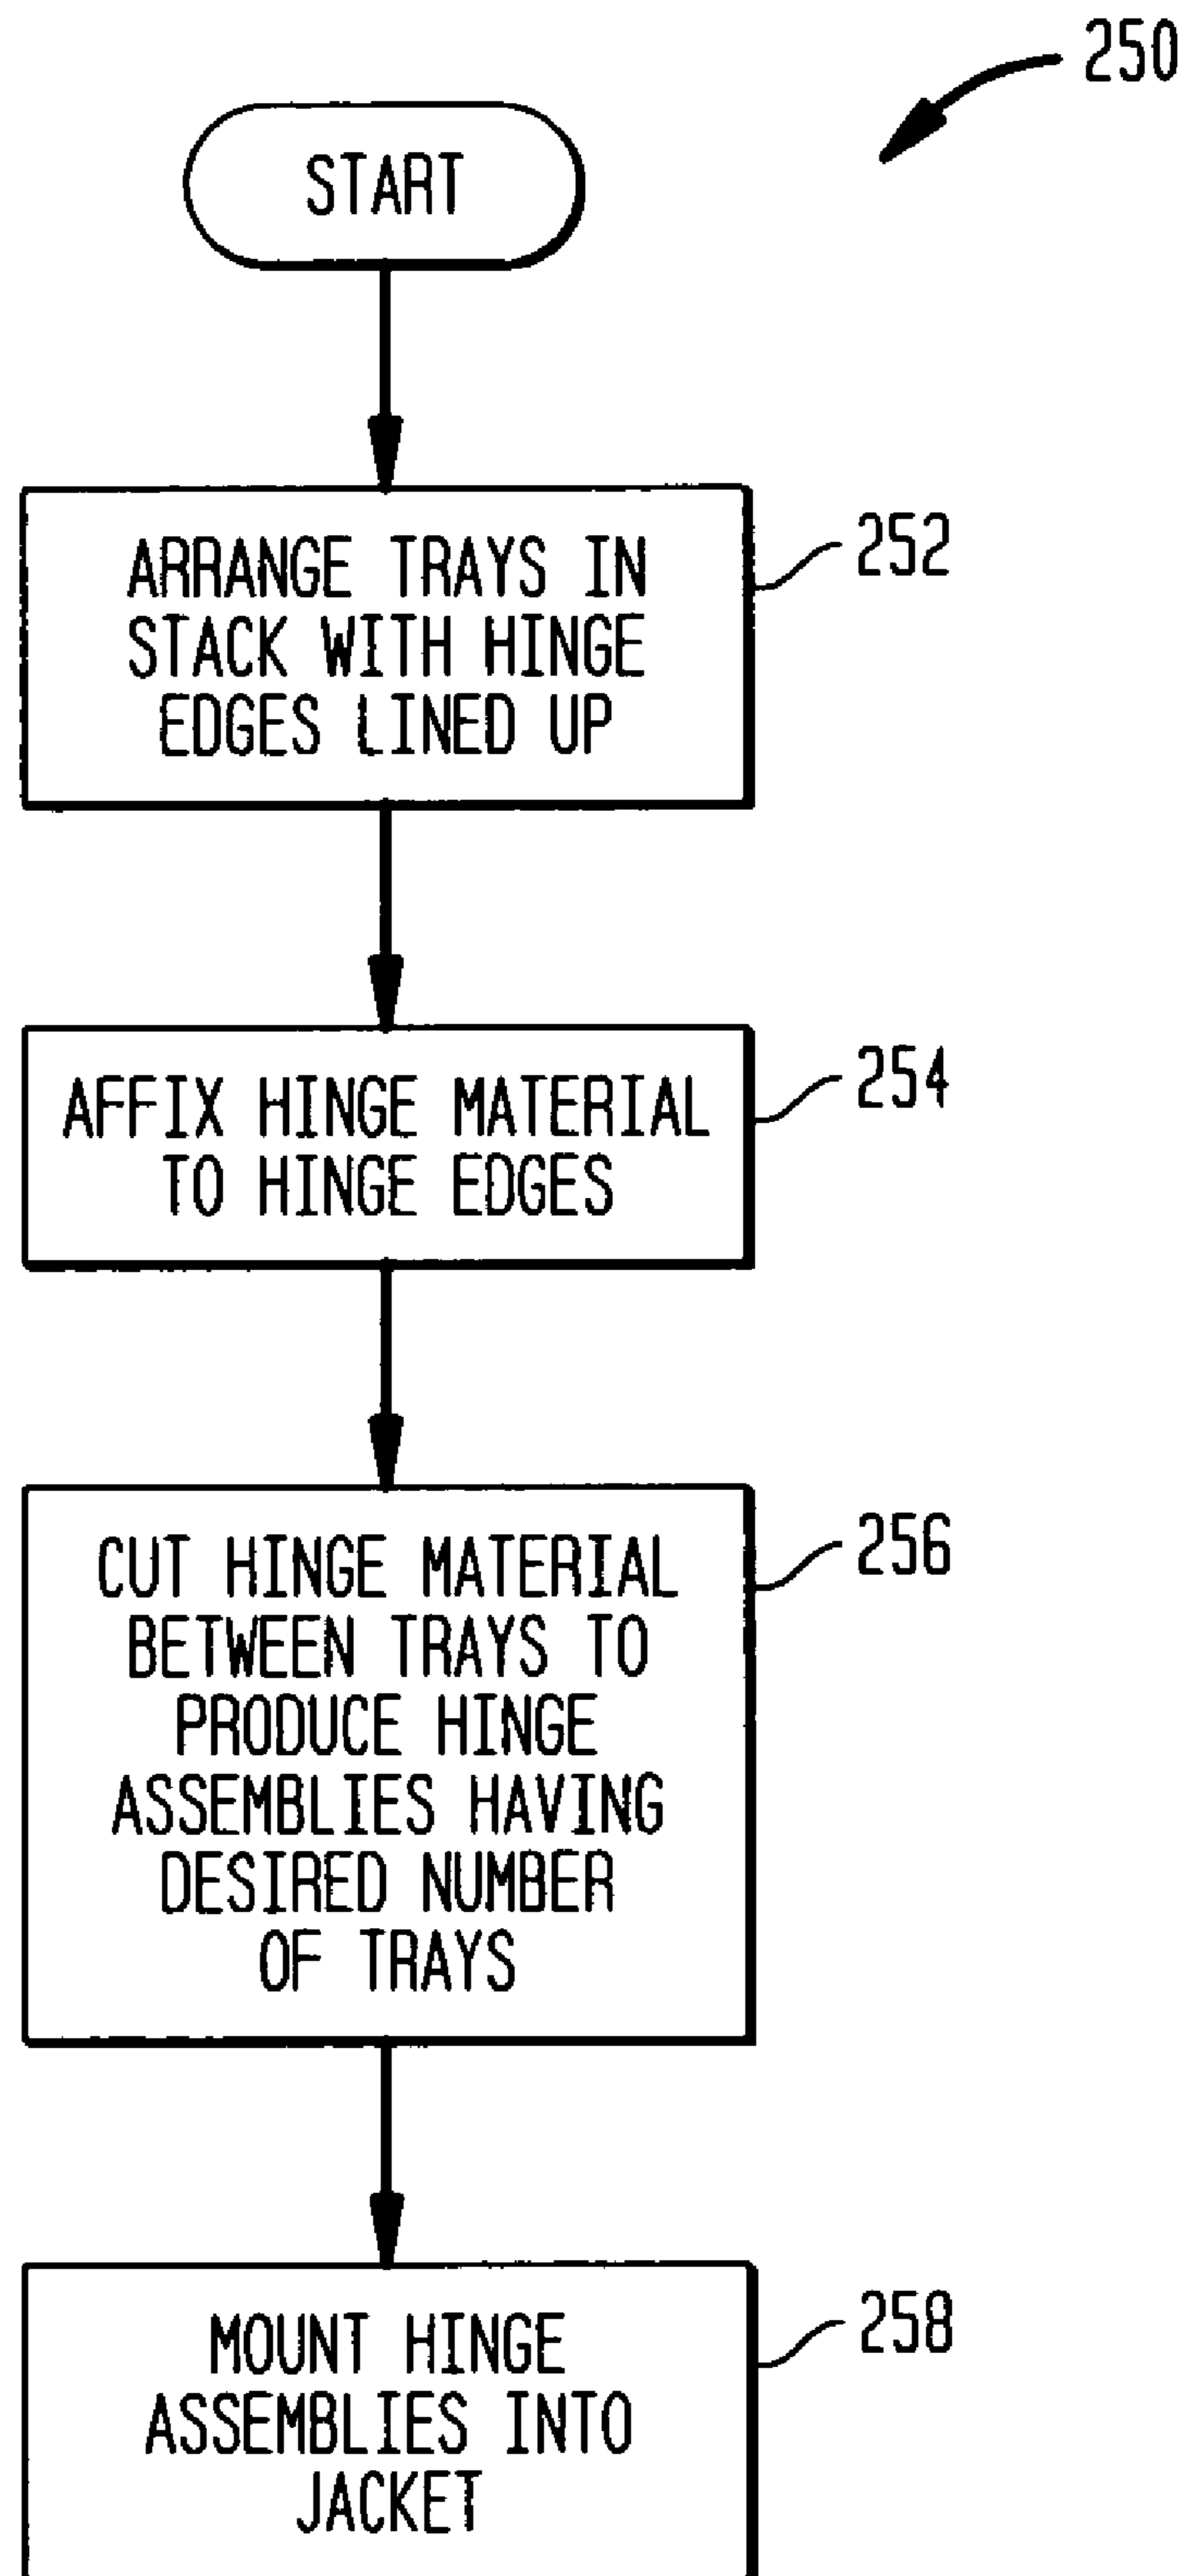 250
START
ARRANGE TRAYS IN
STACK WITH HINGE
EDGES LINED UP
252
AFFIX HINGE MATERIAL
TO HINGE EDGES
254
CUT HINGE MATERIAL
BETWEEN TRAYS TO
PRODUCE HINGE
ASSEMBLIES HAVING
DESIRED NUMBER
OF TRAYS
256
MOUNT HINGE
ASSEMBLIES INTO
JACKET
258